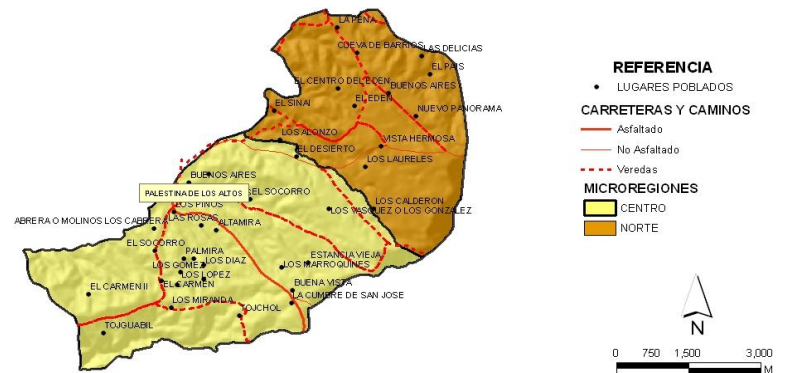 LA PEÑA
CUEVA DE BARRIOS
LAS DELICIAS
EL PAIS
EL CENTRO DEL EDEN
BUENOS AIRES
EL SINAI
EL EDEN
NUEVO PANORAMA
LOS ALONZO
VISTA HERMOSA
EL DESIERTO
LOS LAURELES
BUENOS AIRES
PALESTINA DE LOS ALTOS
EL SOCORRO
LOS CALDERON
LOS PINOS
LOS VASQUEZ O LOS GONZALEZ
LAS ROSAS
ALTAMIRA
EL SOCORRO
PALMIRA
ESTANCIA VIEJA
LOS GOMEZ
LOS DIAZ
LOS MARROQUINES
LOS LOPEZ
EL CARMEN II
EL CARMEN
BUENA VISTA
LOS MIRANDA
LA CUMBRE DE SAN JOSE
TOJCHOL
TOJGUABIL
REFERENCIA
LUGARES POBLADOS
CARRETERAS Y CAMINOS
Asfaltado
No Asfaltado
Veredas
MICROREGIONES
CENTRO
NORTE
N
0 750 1,500 3,000
M